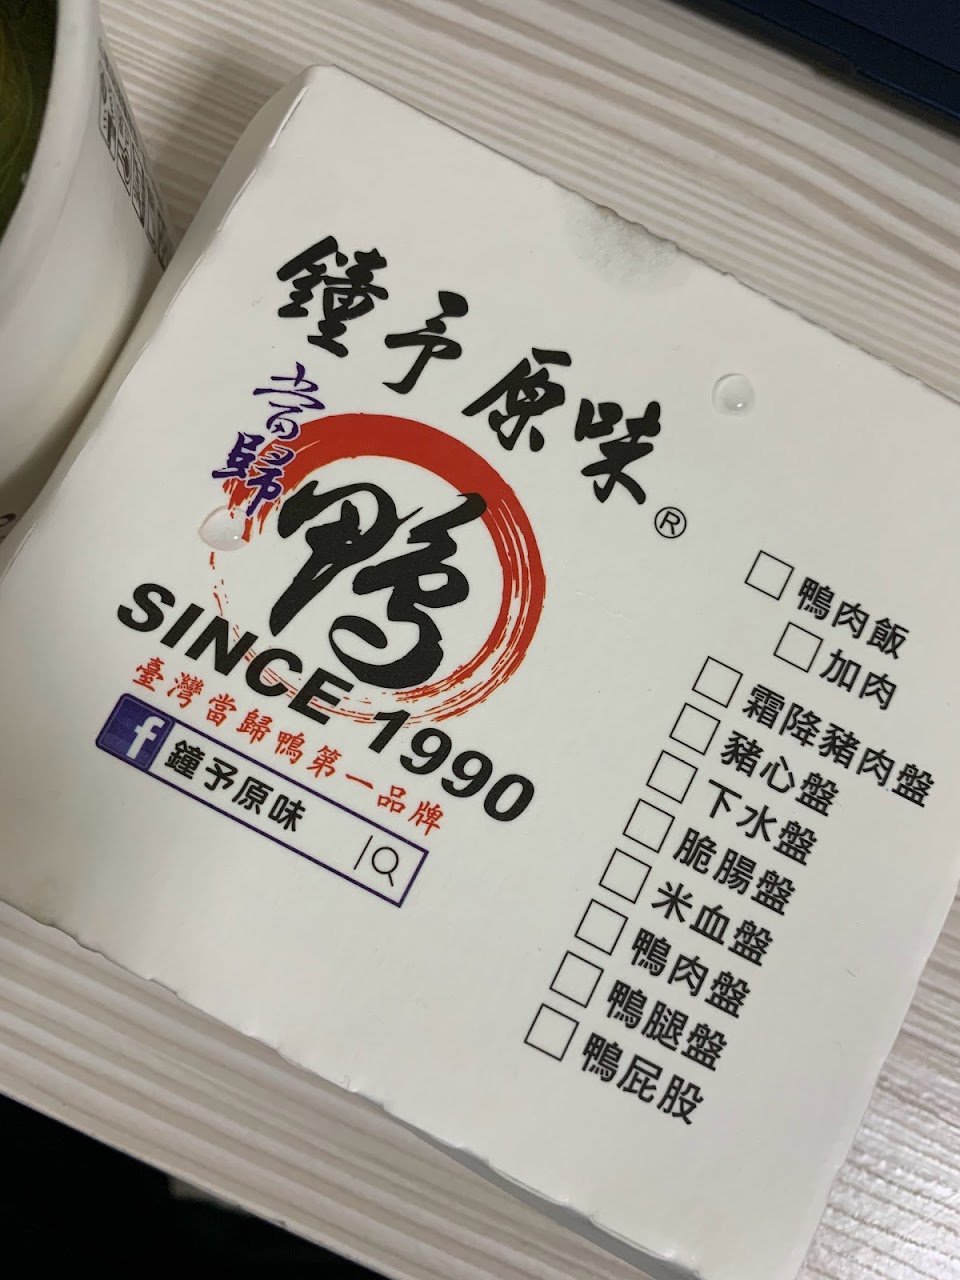 鐘予原味®
當歸
鴨
SINCE 1990
臺灣當歸鴨第一品牌
f 鐘予原味
鴨肉飯
加肉
霜降豬肉盤
豬心盤
下水盤
脆腸盤
米血盤
鴨肉盤
鴨腿盤
鴨屁股